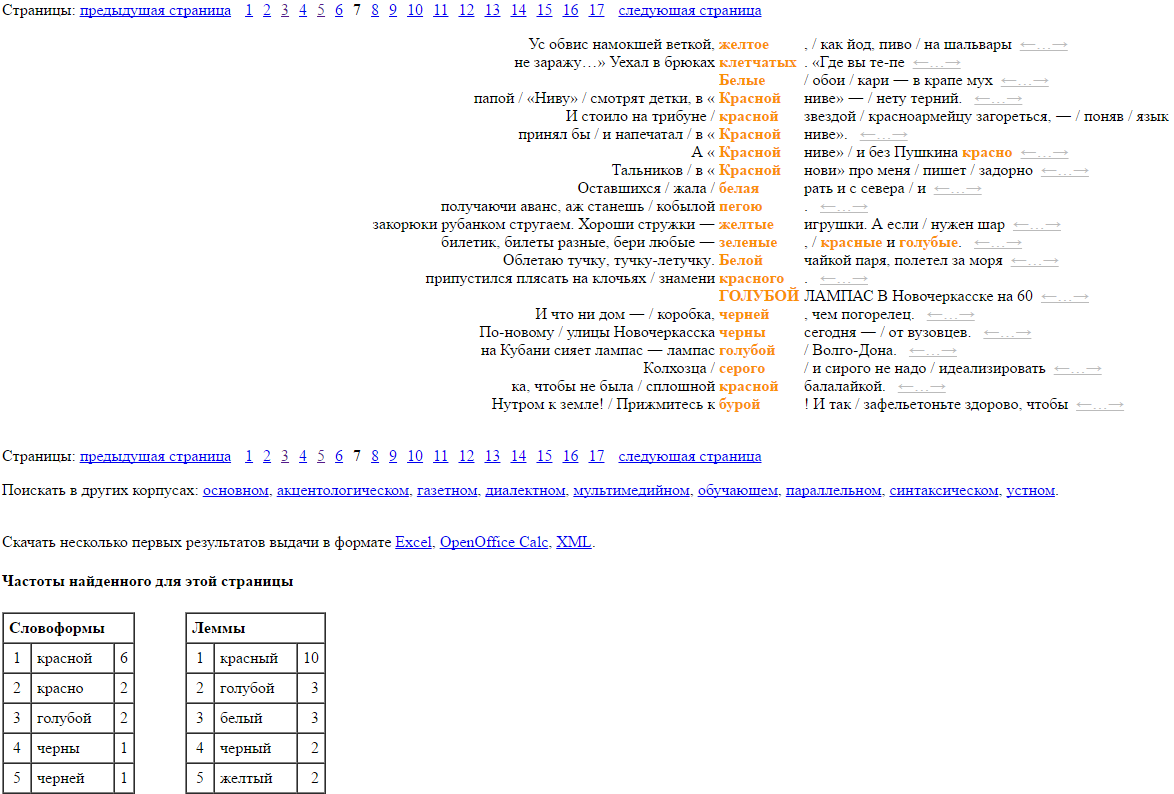 Страницы: предыдущая страница 1 2 3 4 5 6 7 8 9 10 11 12 13 14 15 16 17 следующая страница
Ус обвис намокшей веткой, желтое , / как йод, пиво / на шальвары ←…→
не заражу…» Уехал в брюках клетчатых . «Где вы те-пе ←…→
Белые / обои / кари — в крапе мух ←…→
папой / «Ниву» / смотрят детки, в « Красной ниве» — / нету терний. ←…→
И стоило на трибуне / красной звездой / красноармейцу загореться, — / поняв / язык
принял бы / и напечатал / в « Красной ниве». ←…→
А « Красной ниве» / и без Пушкина красно ←…→
Тальников / в « Красной нови» про меня / пишет / задорно ←…→
Оставшихся / жала / белая рать и с севера / и ←…→
получаючи аванс, аж станешь / кобылой пегою . ←…→
закорюки рубанком стругаем. Хороши стружки — желтые игрушки. А если / нужен шар ←…→
билетик, билеты разные, бери любые — зеленые , / красные и голубые. ←…→
Облетаю тучку, тучку-летучку. Белой чайкой паря, полетел за моря ←…→
припустился плясать на клочьях / знамени красного . ←…→
ГОЛУБОЙ ЛАМПАС В Новочеркасске на 60 ←…→
И что ни дом — / коробка, черней , чем погорелец. ←…→
По-новому / улицы Новочеркасска черны сегодня — / от вузовцев. ←…→
на Кубани сияет лампас — лампас голубой / Волго-Дона. ←…→
Колхозца / серого / и сирого не надо / идеализировать ←…→
ка, чтобы не была / сплошной красной балалайкой. ←…→
Нутром к земле! / Прижмитесь к бурой ! И так / зафельетоньте здорово, чтобы ←…→
Страницы: предыдущая страница 1 2 3 4 5 6 7 8 9 10 11 12 13 14 15 16 17 следующая страница
Поискать в других корпусах: основном, акцентологическом, газетном, диалектном, мультимедийном, обучающем, параллельном, синтаксическом, устном.
Скачать несколько первых результатов выдачи в формате Excel, OpenOffice Calc, XML.
Частоты найденного для этой страницы
Словоформы Леммы
1 красной 6 1 красный 10
2 красно 2 2 голубой 3
3 голубой 2 3 белый 3
4 черны 1 4 черный 2
5 черней 1 5 желтый 2